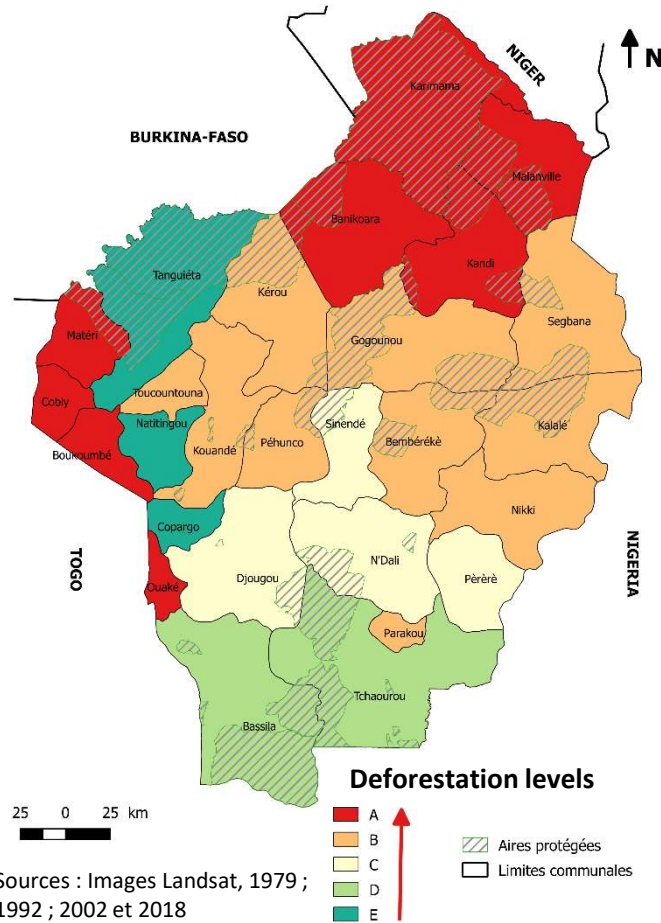 NIGER
N
Karimama
BURKINA-FASO
Malanville
Banikoara
Kandi
Tanguiéta
Kérou
Segbana
Matéri
Gogounou
Toucountouna
Cobly
Natitingou
Sinendé
Kalalé
Kouandé
Péhunco
Bembérékè
Boukoumbé
Nikki
Copargo
TOGO
NIGERIA
N'Dali
Djougou
Pèrèrè
Ouaké
Parakou
Tchaourou
Bassila
Deforestation levels
25 0 25 km
A
B
C
D
E
Aires protégées
Limites communales
Sources : Images Landsat, 1979 ;
1992 ; 2002 et 2018